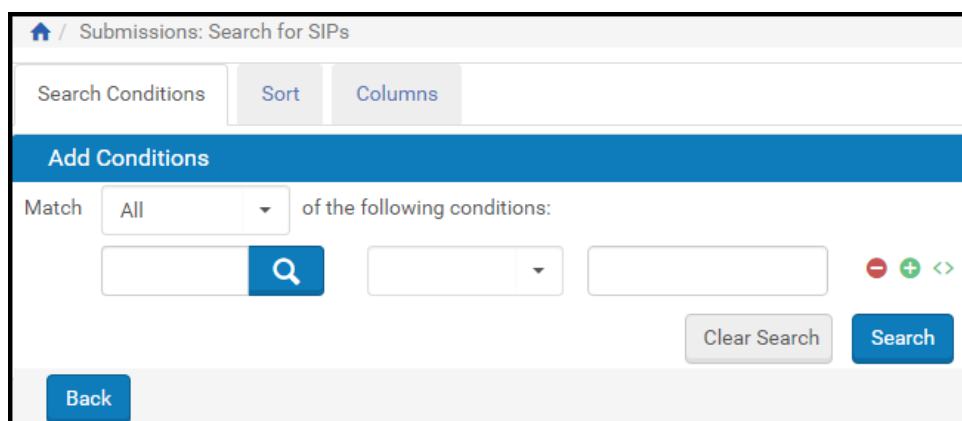 / Submissions: Search for SIPs
Search Conditions Sort Columns
Add Conditions
Match All of the following conditions:
Clear Search Search
Back